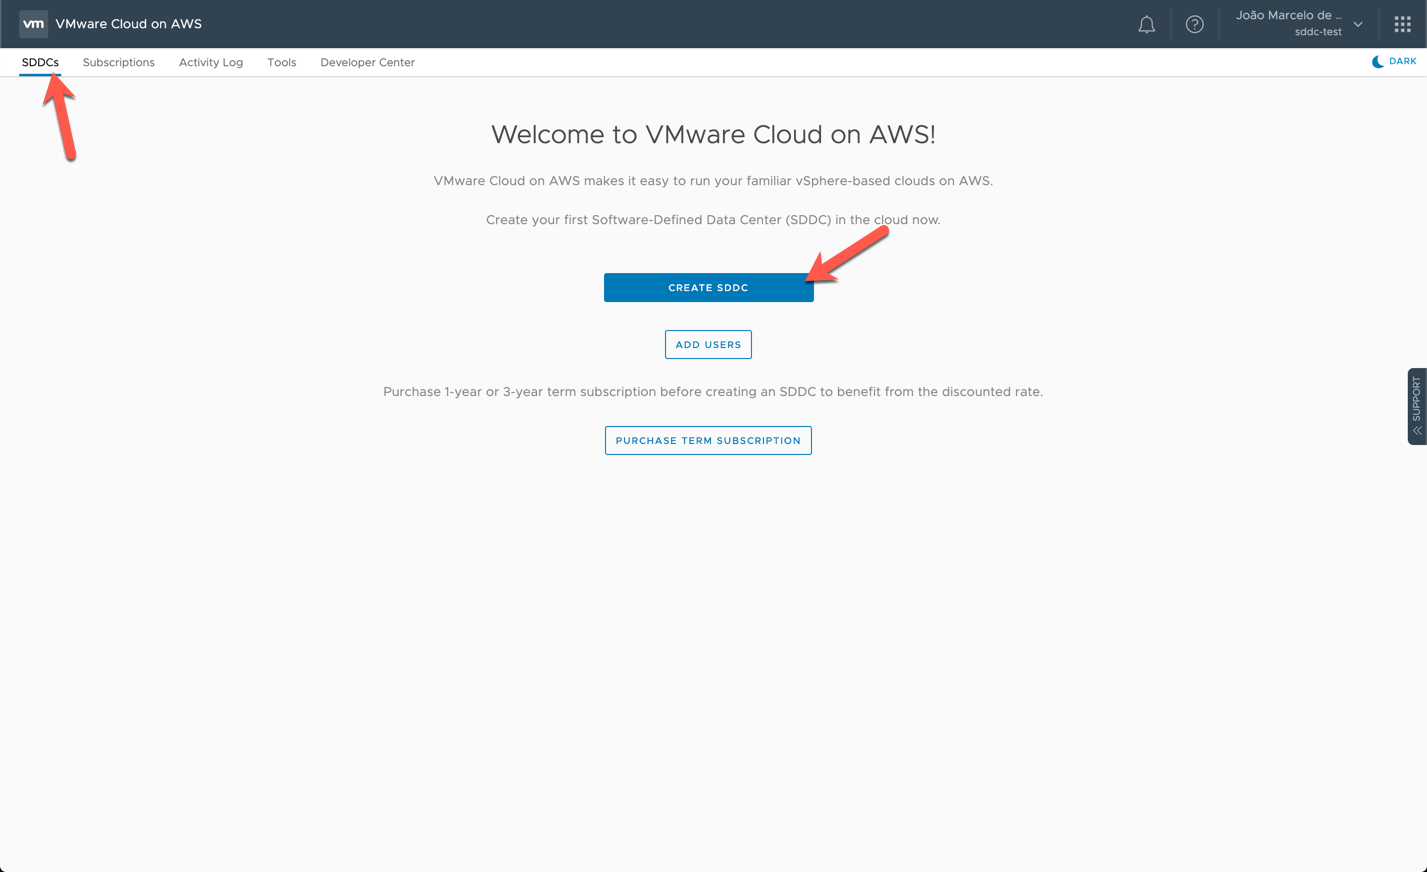 vm VMware Cloud on AWS
João Marcelo de ...
sddc-test
SDDCs Subscriptions Activity Log Tools Developer Center
DARK
Welcome to VMware Cloud on AWS!
VMware Cloud on AWS makes it easy to run your familiar vSphere-based clouds on AWS.
Create your first Software-Defined Data Center (SDDC) in the cloud now.
CREATE SDDC
ADD USERS
Purchase 1-year or 3-year term subscription before creating an SDDC to benefit from the discounted rate.
PURCHASE TERM SUBSCRIPTION
SUPPORT